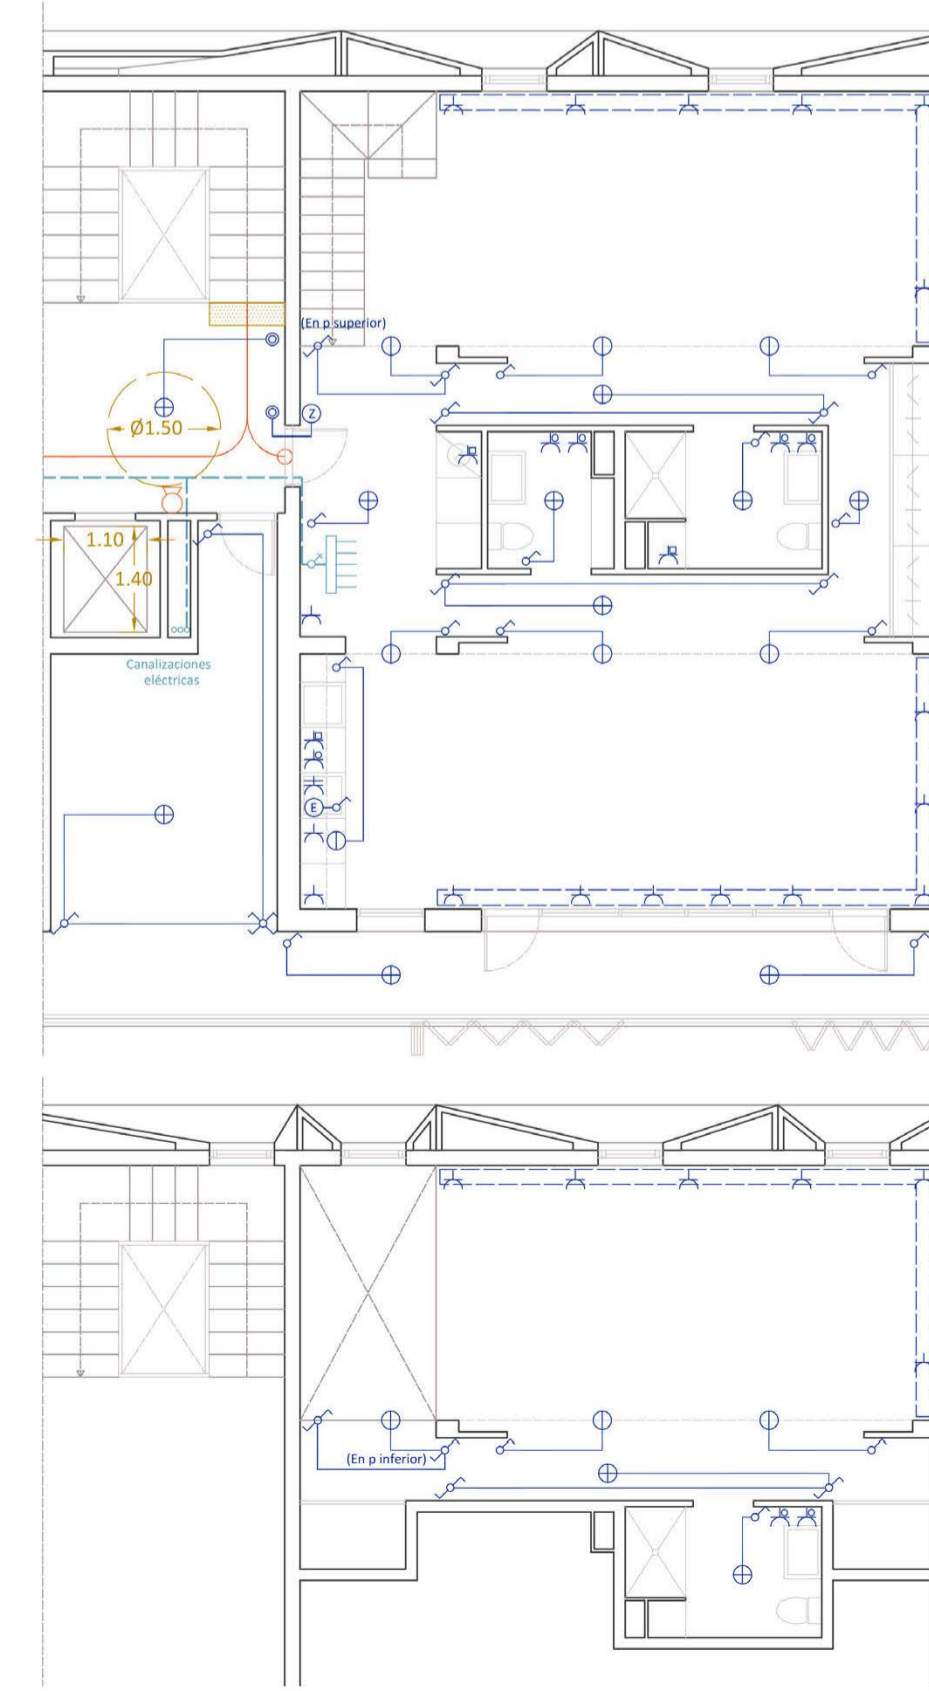 (En p superior)
Ø1.50
Z
1.10
1.40
Canalizaciones
eléctricas
E
(En p inferior)